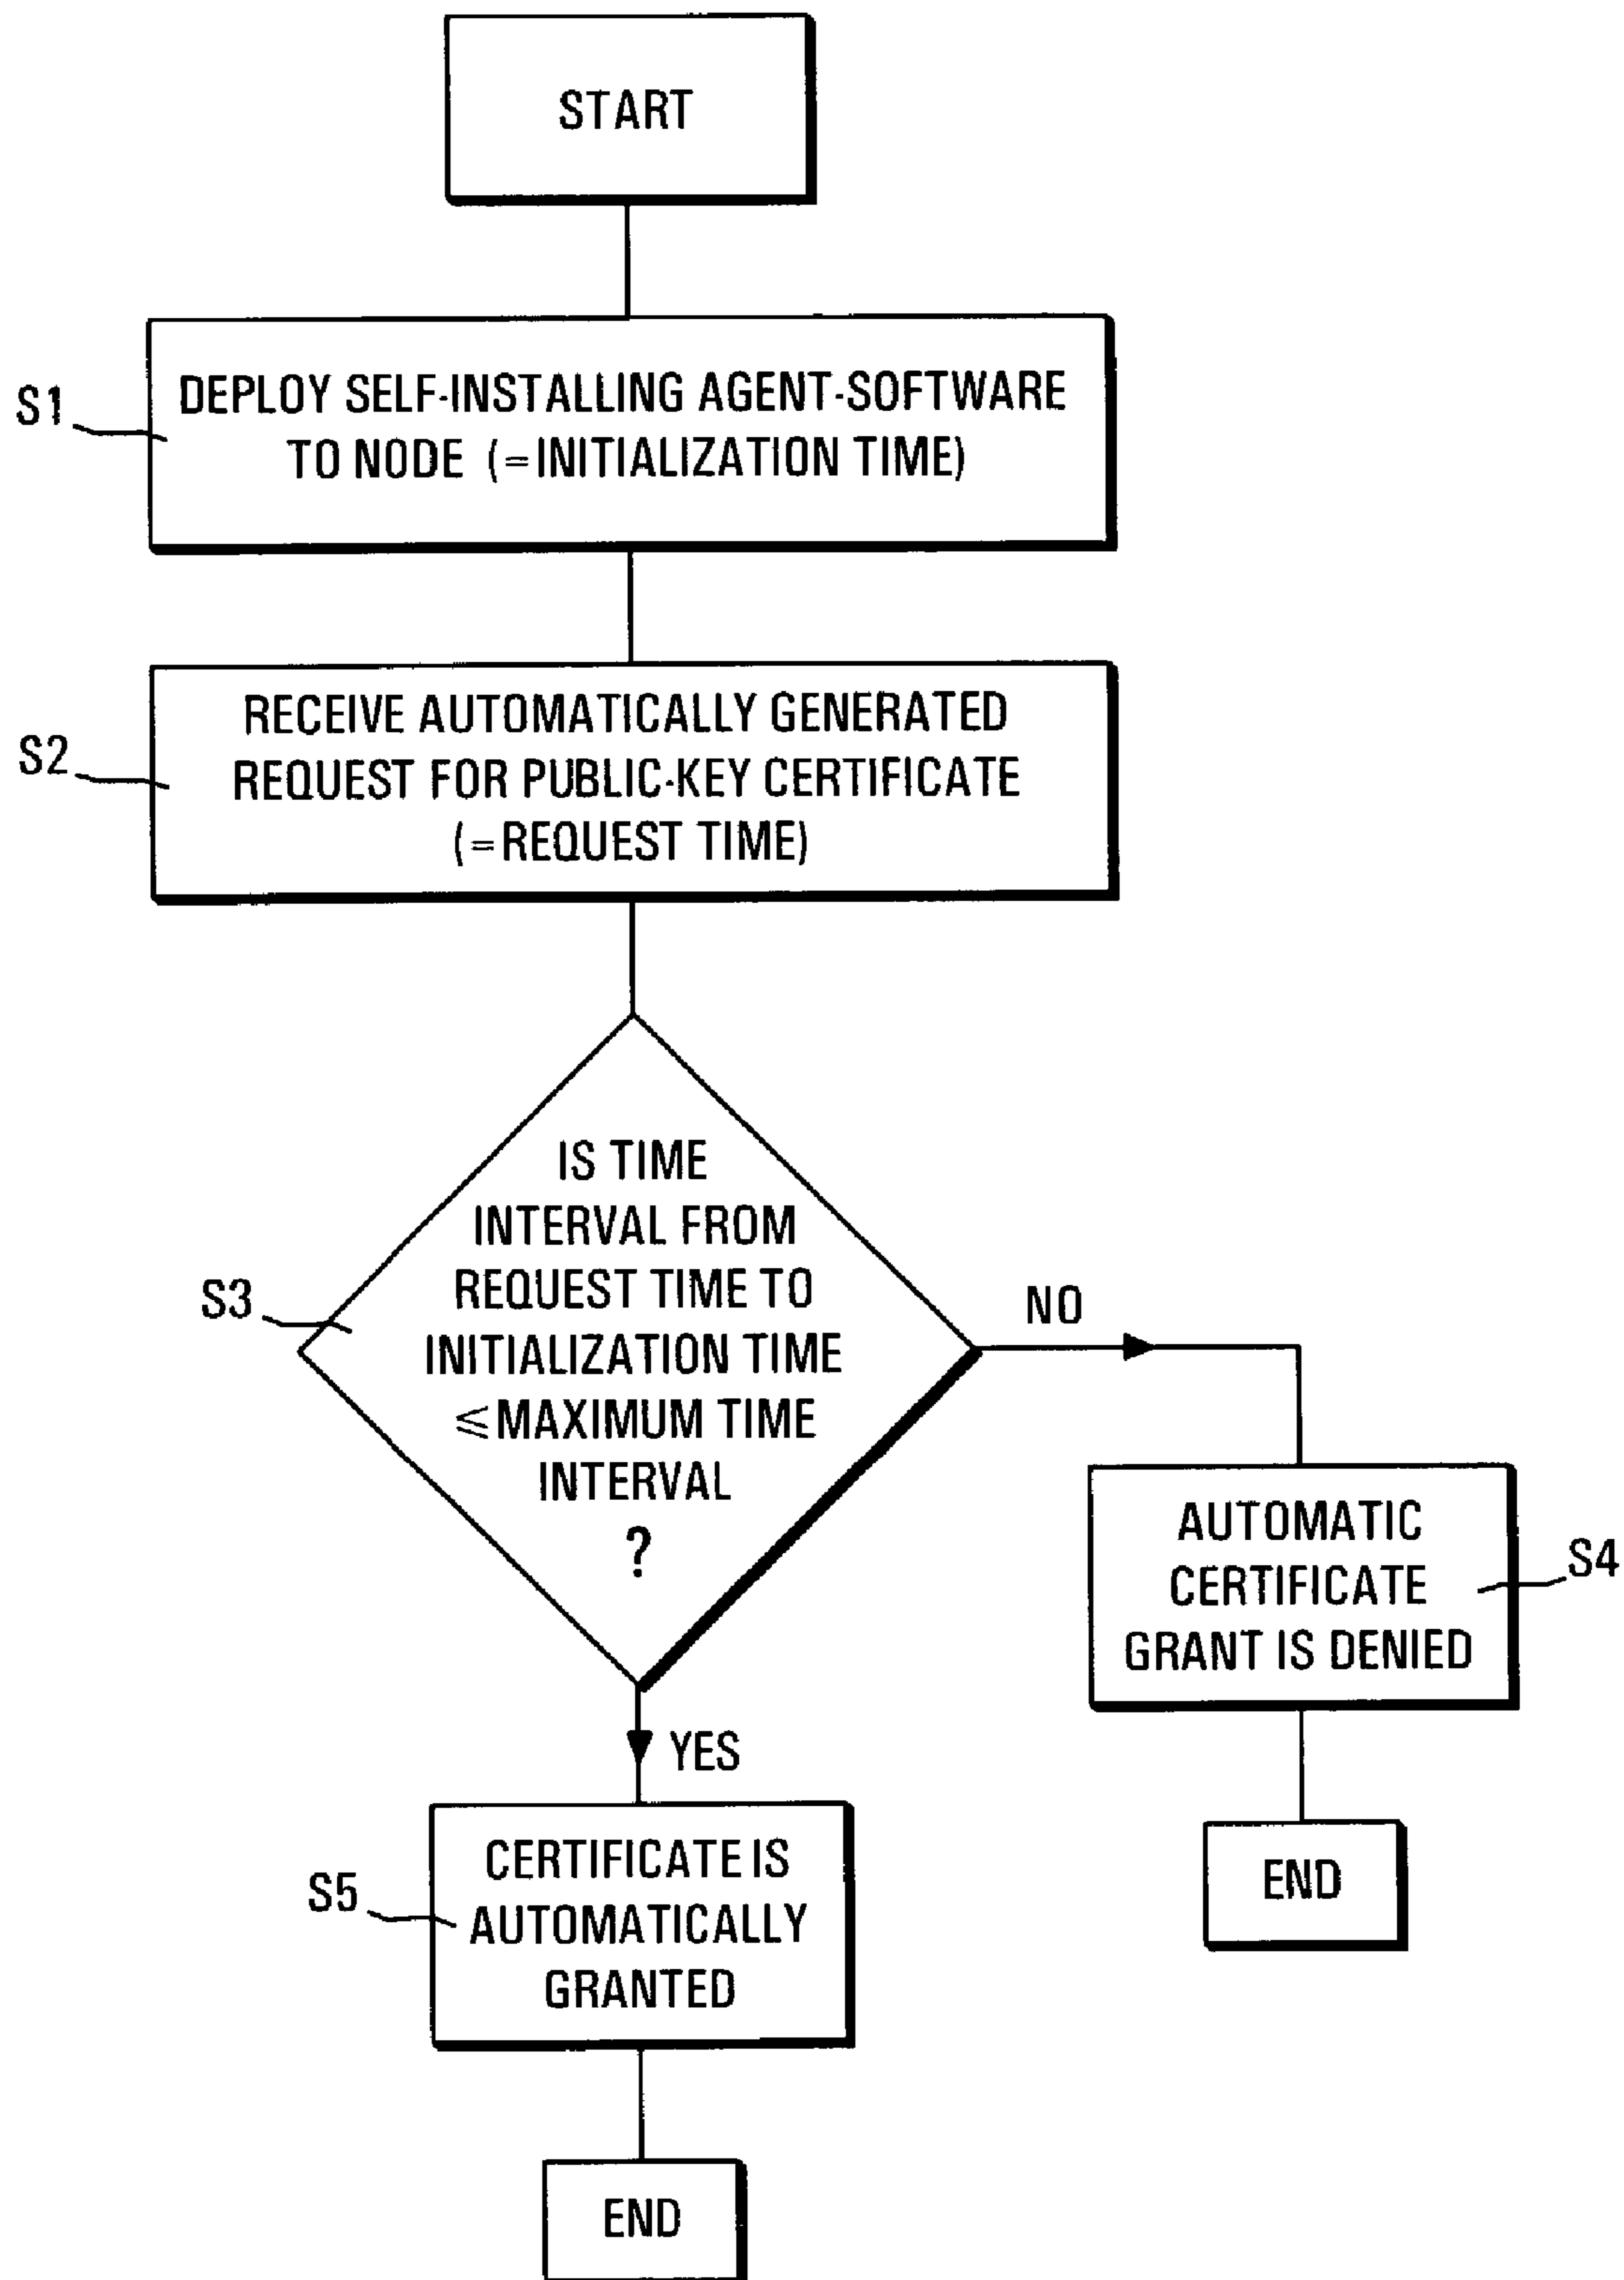 START
S1
DEPLOY SELF-INSTALLING AGENT-SOFTWARE
TO NODE (=INITIALIZATION TIME)
S2
RECEIVE AUTOMATICALLY GENERATED
REQUEST FOR PUBLIC-KEY CERTIFICATE
(=REQUEST TIME)
S3
IS TIME
INTERVAL FROM
REQUEST TIME TO
INITIALIZATION TIME
≤MAXIMUM TIME
INTERVAL
?
NO
AUTOMATIC
CERTIFICATE
GRANT IS DENIED
S4
END
YES
S5
CERTIFICATE IS
AUTOMATICALLY
GRANTED
END